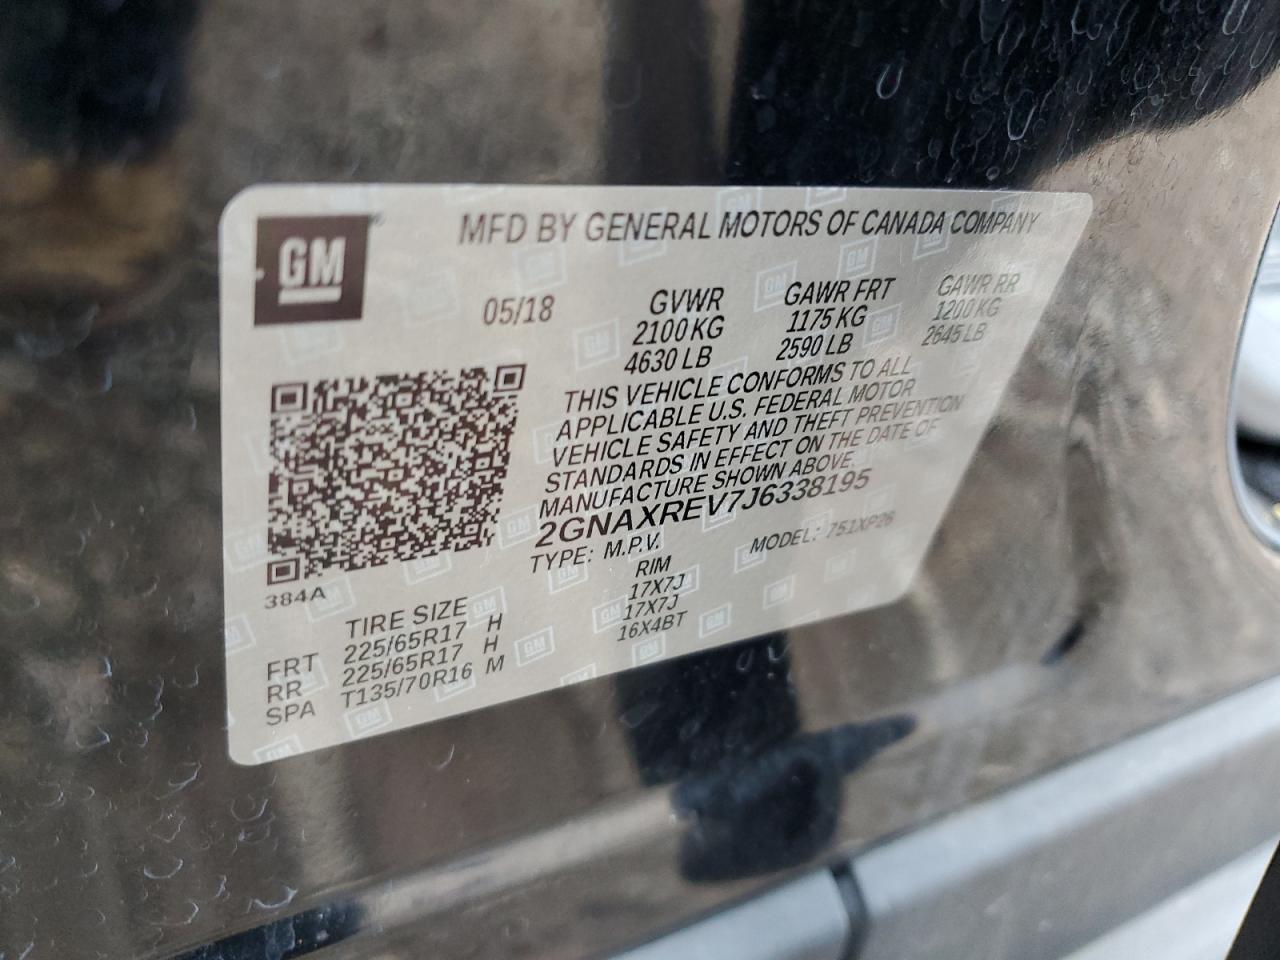 GM
MFD BY GENERAL MOTORS OF CANADA COMPANY
05/18
GVWR
2100 KG
4630 LB
GAWR FRT
1175 KG
2590 LB
GAWR RR
1200 KG
2645 LB
THIS VEHICLE CONFORMS TO ALL
APPLICABLE U.S. FEDERAL MOTOR
VEHICLE SAFETY AND THEFT PREVENTION
STANDARDS IN EFFECT ON THE DATE OF
MANUFACTURE SHOWN ABOVE.
2GNAXREV7J6338195
TYPE: M.P.V. MODEL: 751XP26
384A
TIRE SIZE RIM
FRT 225/65R17 H 17X7J
RR 225/65R17 H 17X7J
SPA T135/70R16 M 16X4BT